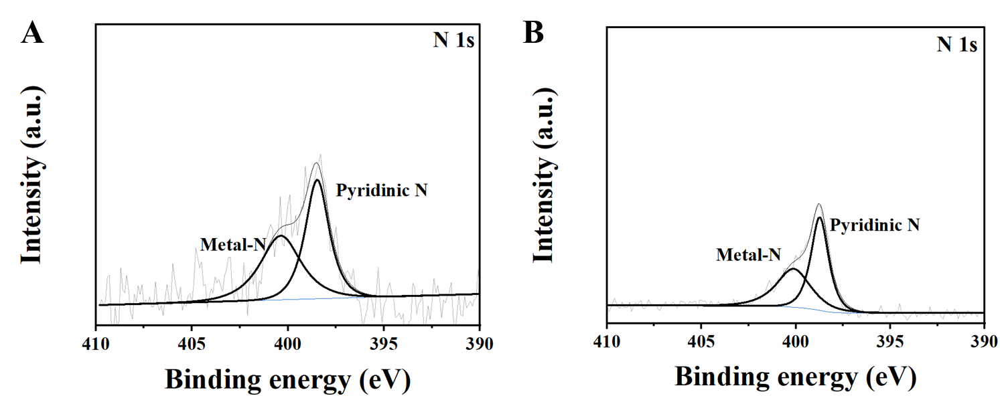 A
N 1s
Intensity (a.u.)
Pyridinic N
Metal-N
410 405 400 395 390
Binding energy (eV)
B
N 1s
Intensity (a.u.)
Pyridinic N
Metal-N
410 405 400 395 390
Binding energy (eV)